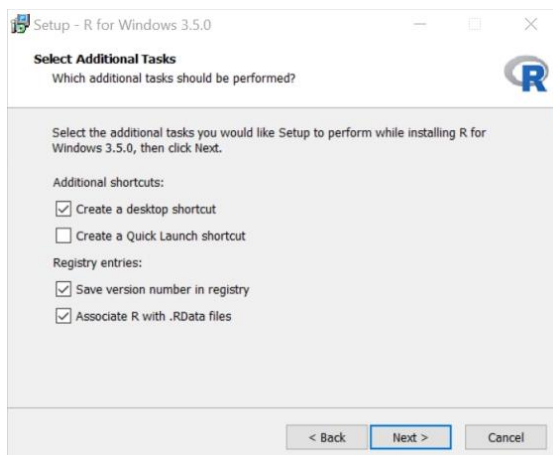 Setup - R for Windows 3.5.0
Select Additional Tasks
Which additional tasks should be performed?
R
Select the additional tasks you would like Setup to perform while installing R for
Windows 3.5.0, then click Next.
Additional shortcuts:
Create a desktop shortcut
Create a Quick Launch shortcut
Registry entries:
Save version number in registry
Associate R with .RData files
< Back Next > Cancel